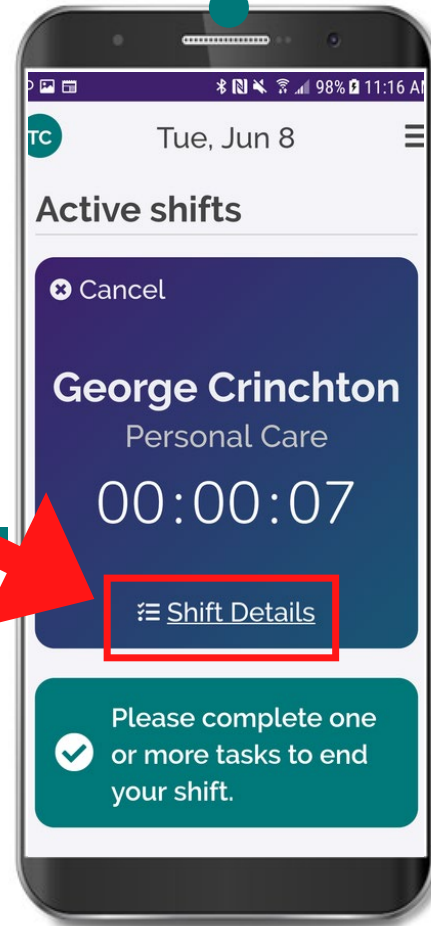 98% 11:16 A
TC
Tue, Jun 8
Active shifts
Cancel
George Crinchton
Personal Care
00:00:07
Shift Details
Please complete one
or more tasks to end
your shift.